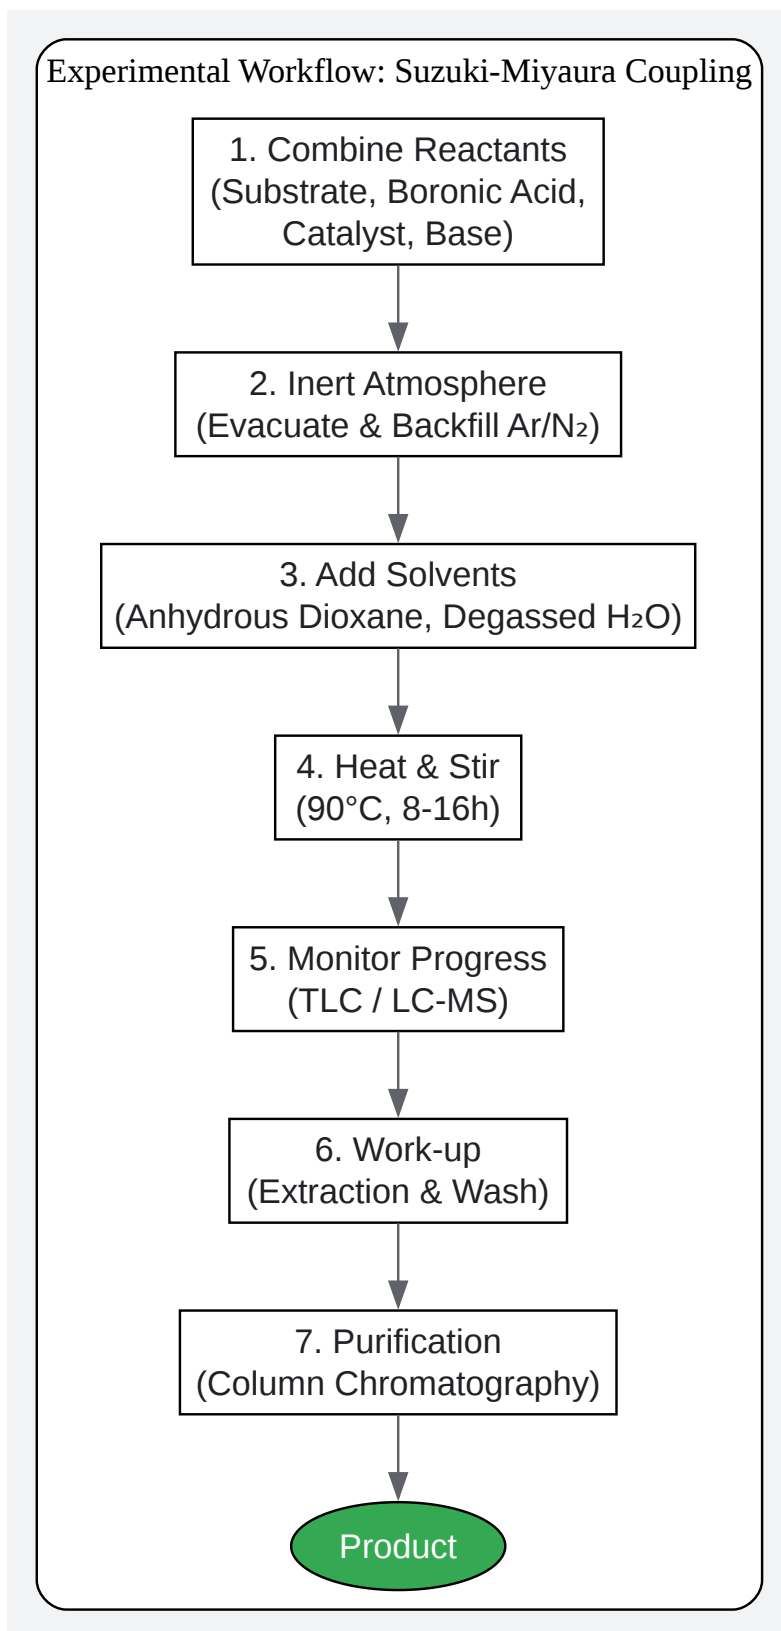 Experimental Workflow: Suzuki-Miyaura Coupling
1. Combine Reactants
(Substrate, Boronic Acid,
Catalyst, Base)
2. Inert Atmosphere
(Evacuate & Backfill Ar/N₂)
3. Add Solvents
(Anhydrous Dioxane, Degassed H₂O)
4. Heat & Stir
(90°C, 8-16h)
5. Monitor Progress
(TLC / LC-MS)
6. Work-up
(Extraction & Wash)
7. Purification
(Column Chromatography)
Product